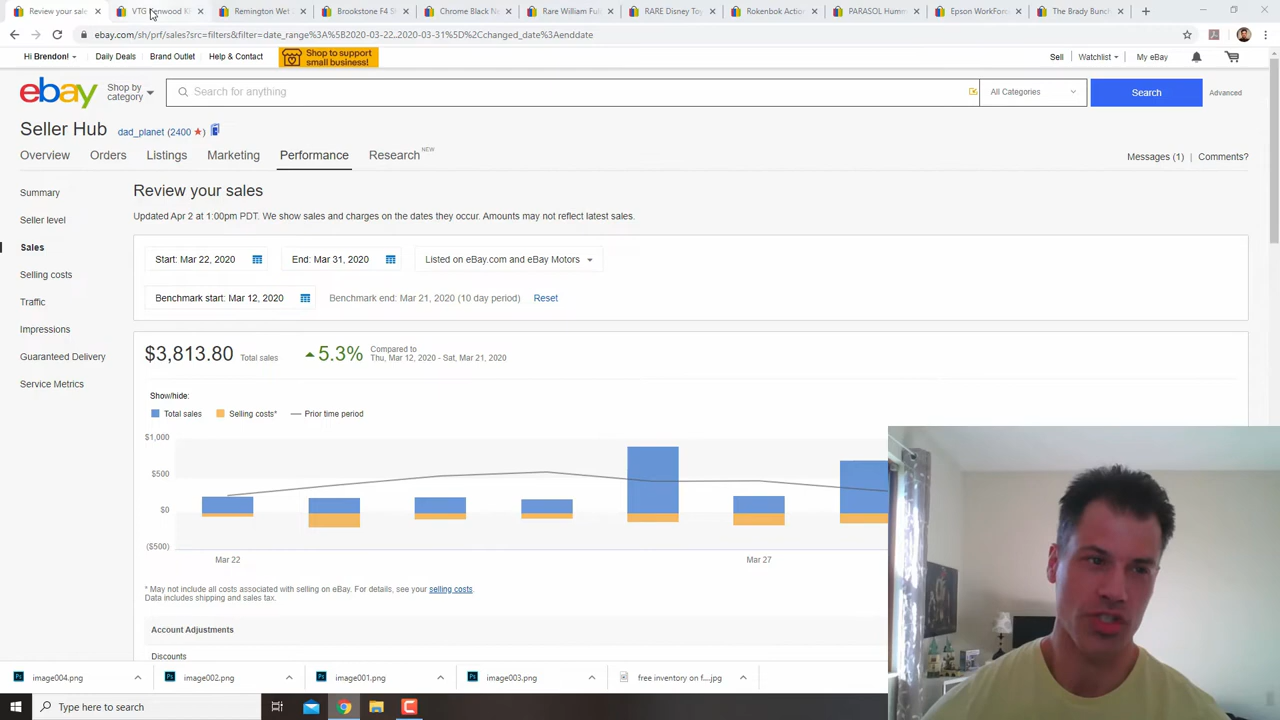 Review your sale
VTG Kenwood K
Remington Wet
Brookstone F4 S
Chrome Black Ne
Rare William Fu
RARE Disney Toy
Rokenbok Actio
PARASOL Hum
Epson WorkFor
The Brady Bunc
ebay.com/sh/prf/sales?src=filters&filter=date_range%3A%5B2020-03-22..2020-03-31%5D%2Cchanged_date%3Aenddate
Hi Brendon!
Daily Deals
Brand Outlet
Help & Contact
Shop to support
small business!
Sell
Watchlist
My eBay
ebay
Shop by
category
Search for anything
All Categories
Search
Advanced
Seller Hub
dad_planet (2400 ★)
Overview
Orders
Listings
Marketing
Performance
Research NEW
Messages (1) | Comments?
Summary
Seller level
Sales
Selling costs
Traffic
Impressions
Guaranteed Delivery
Service Metrics
Review your sales
Updated Apr 2 at 1:00pm PDT. We show sales and charges on the dates they occur. Amounts may not reflect latest sales.
Start: Mar 22, 2020
End: Mar 31, 2020
Listed on eBay.com and eBay Motors
Benchmark start: Mar 12, 2020
Benchmark end: Mar 21, 2020 (10 day period)
Reset
$3,813.80 Total sales
5.3%
Compared to
Thu, Mar 12, 2020 - Sat, Mar 21, 2020
Show/hide:
Total sales
Selling costs*
Prior time period
$1,000
$500
$0
($500)
Mar 22
Mar 27
* May not include all costs associated with selling on eBay. For details, see your selling costs.
Data includes shipping and sales tax.
Account Adjustments
Discounts
image004.png
image002.png
image001.png
image003.png
free inventory on f....jpg
Type here to search